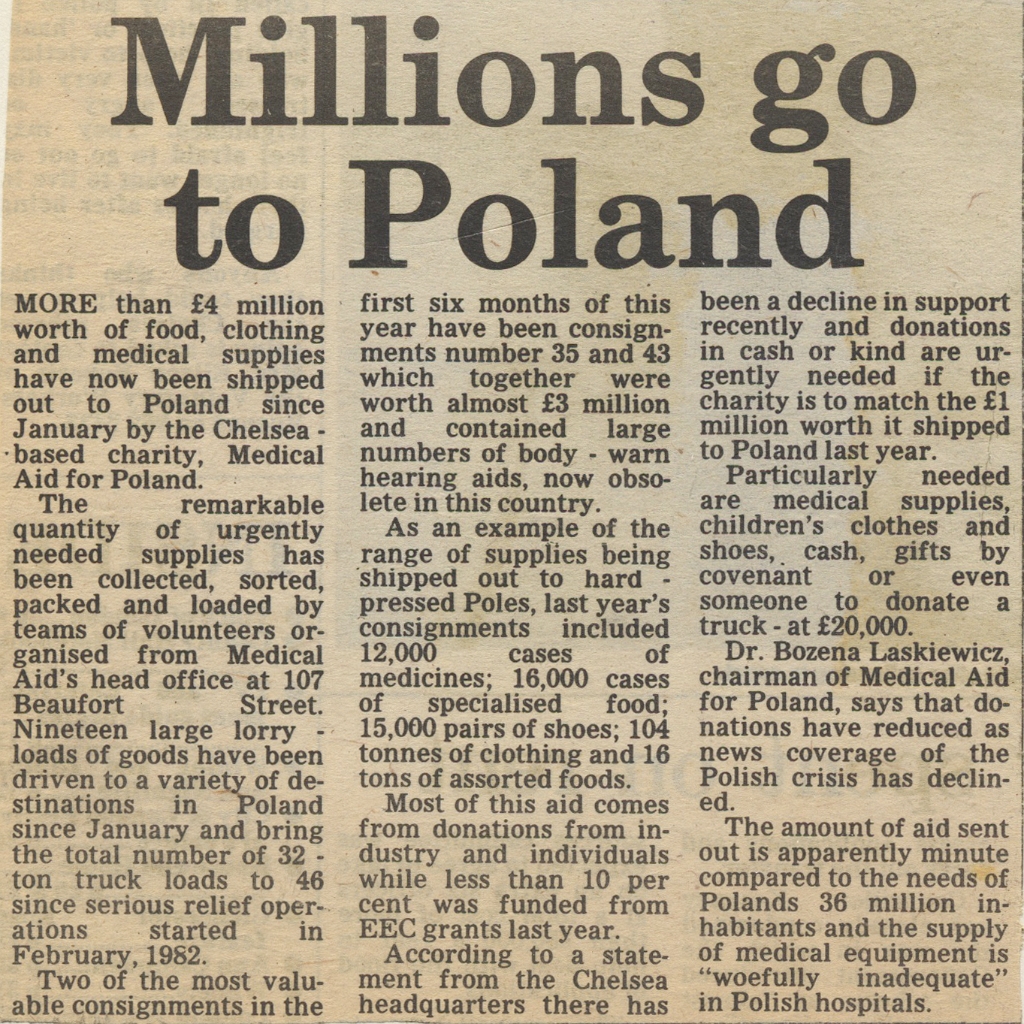 Millions go
to Poland
MORE than £4 million
worth of food, clothing
and medical supplies
have now been shipped
out to Poland since
January by the Chelsea -
based charity, Medical
Aid for Poland.
The remarkable
quantity of urgently
needed supplies has
been collected, sorted,
packed and loaded by
teams of volunteers or-
ganised from Medical
Aid's head office at 107
Beaufort Street.
Nineteen large lorry -
loads of goods have been
driven to a variety of de-
stinations in Poland
since January and bring
the total number of 32 -
ton truck loads to 46
since serious relief oper-
ations started in
February, 1982.
Two of the most valu-
able consignments in the
first six months of this
year have been consign-
ments number 35 and 43
which together were
worth almost £3 million
and contained large
numbers of body - warn
hearing aids, now obso-
lete in this country.
As an example of the
range of supplies being
shipped out to hard -
pressed Poles, last year's
consignments included
12,000 cases of
medicines; 16,000 cases
of specialised food;
15,000 pairs of shoes; 104
tonnes of clothing and 16
tons of assorted foods.
Most of this aid comes
from donations from in-
dustry and individuals
while less than 10 per
cent was funded from
EEC grants last year.
According to a state-
ment from the Chelsea
headquarters there has
been a decline in support
recently and donations
in cash or kind are ur-
gently needed if the
charity is to match the £1
million worth it shipped
to Poland last year.
Particularly needed
are medical supplies,
children's clothes and
shoes, cash, gifts by
covenant or even
someone to donate a
truck - at £20,000.
Dr. Bozena Laskiewicz,
chairman of Medical Aid
for Poland, says that do-
nations have reduced as
news coverage of the
Polish crisis has declin-
ed.
The amount of aid sent
out is apparently minute
compared to the needs of
Polands 36 million in-
habitants and the supply
of medical equipment is
"woefully inadequate"
in Polish hospitals.